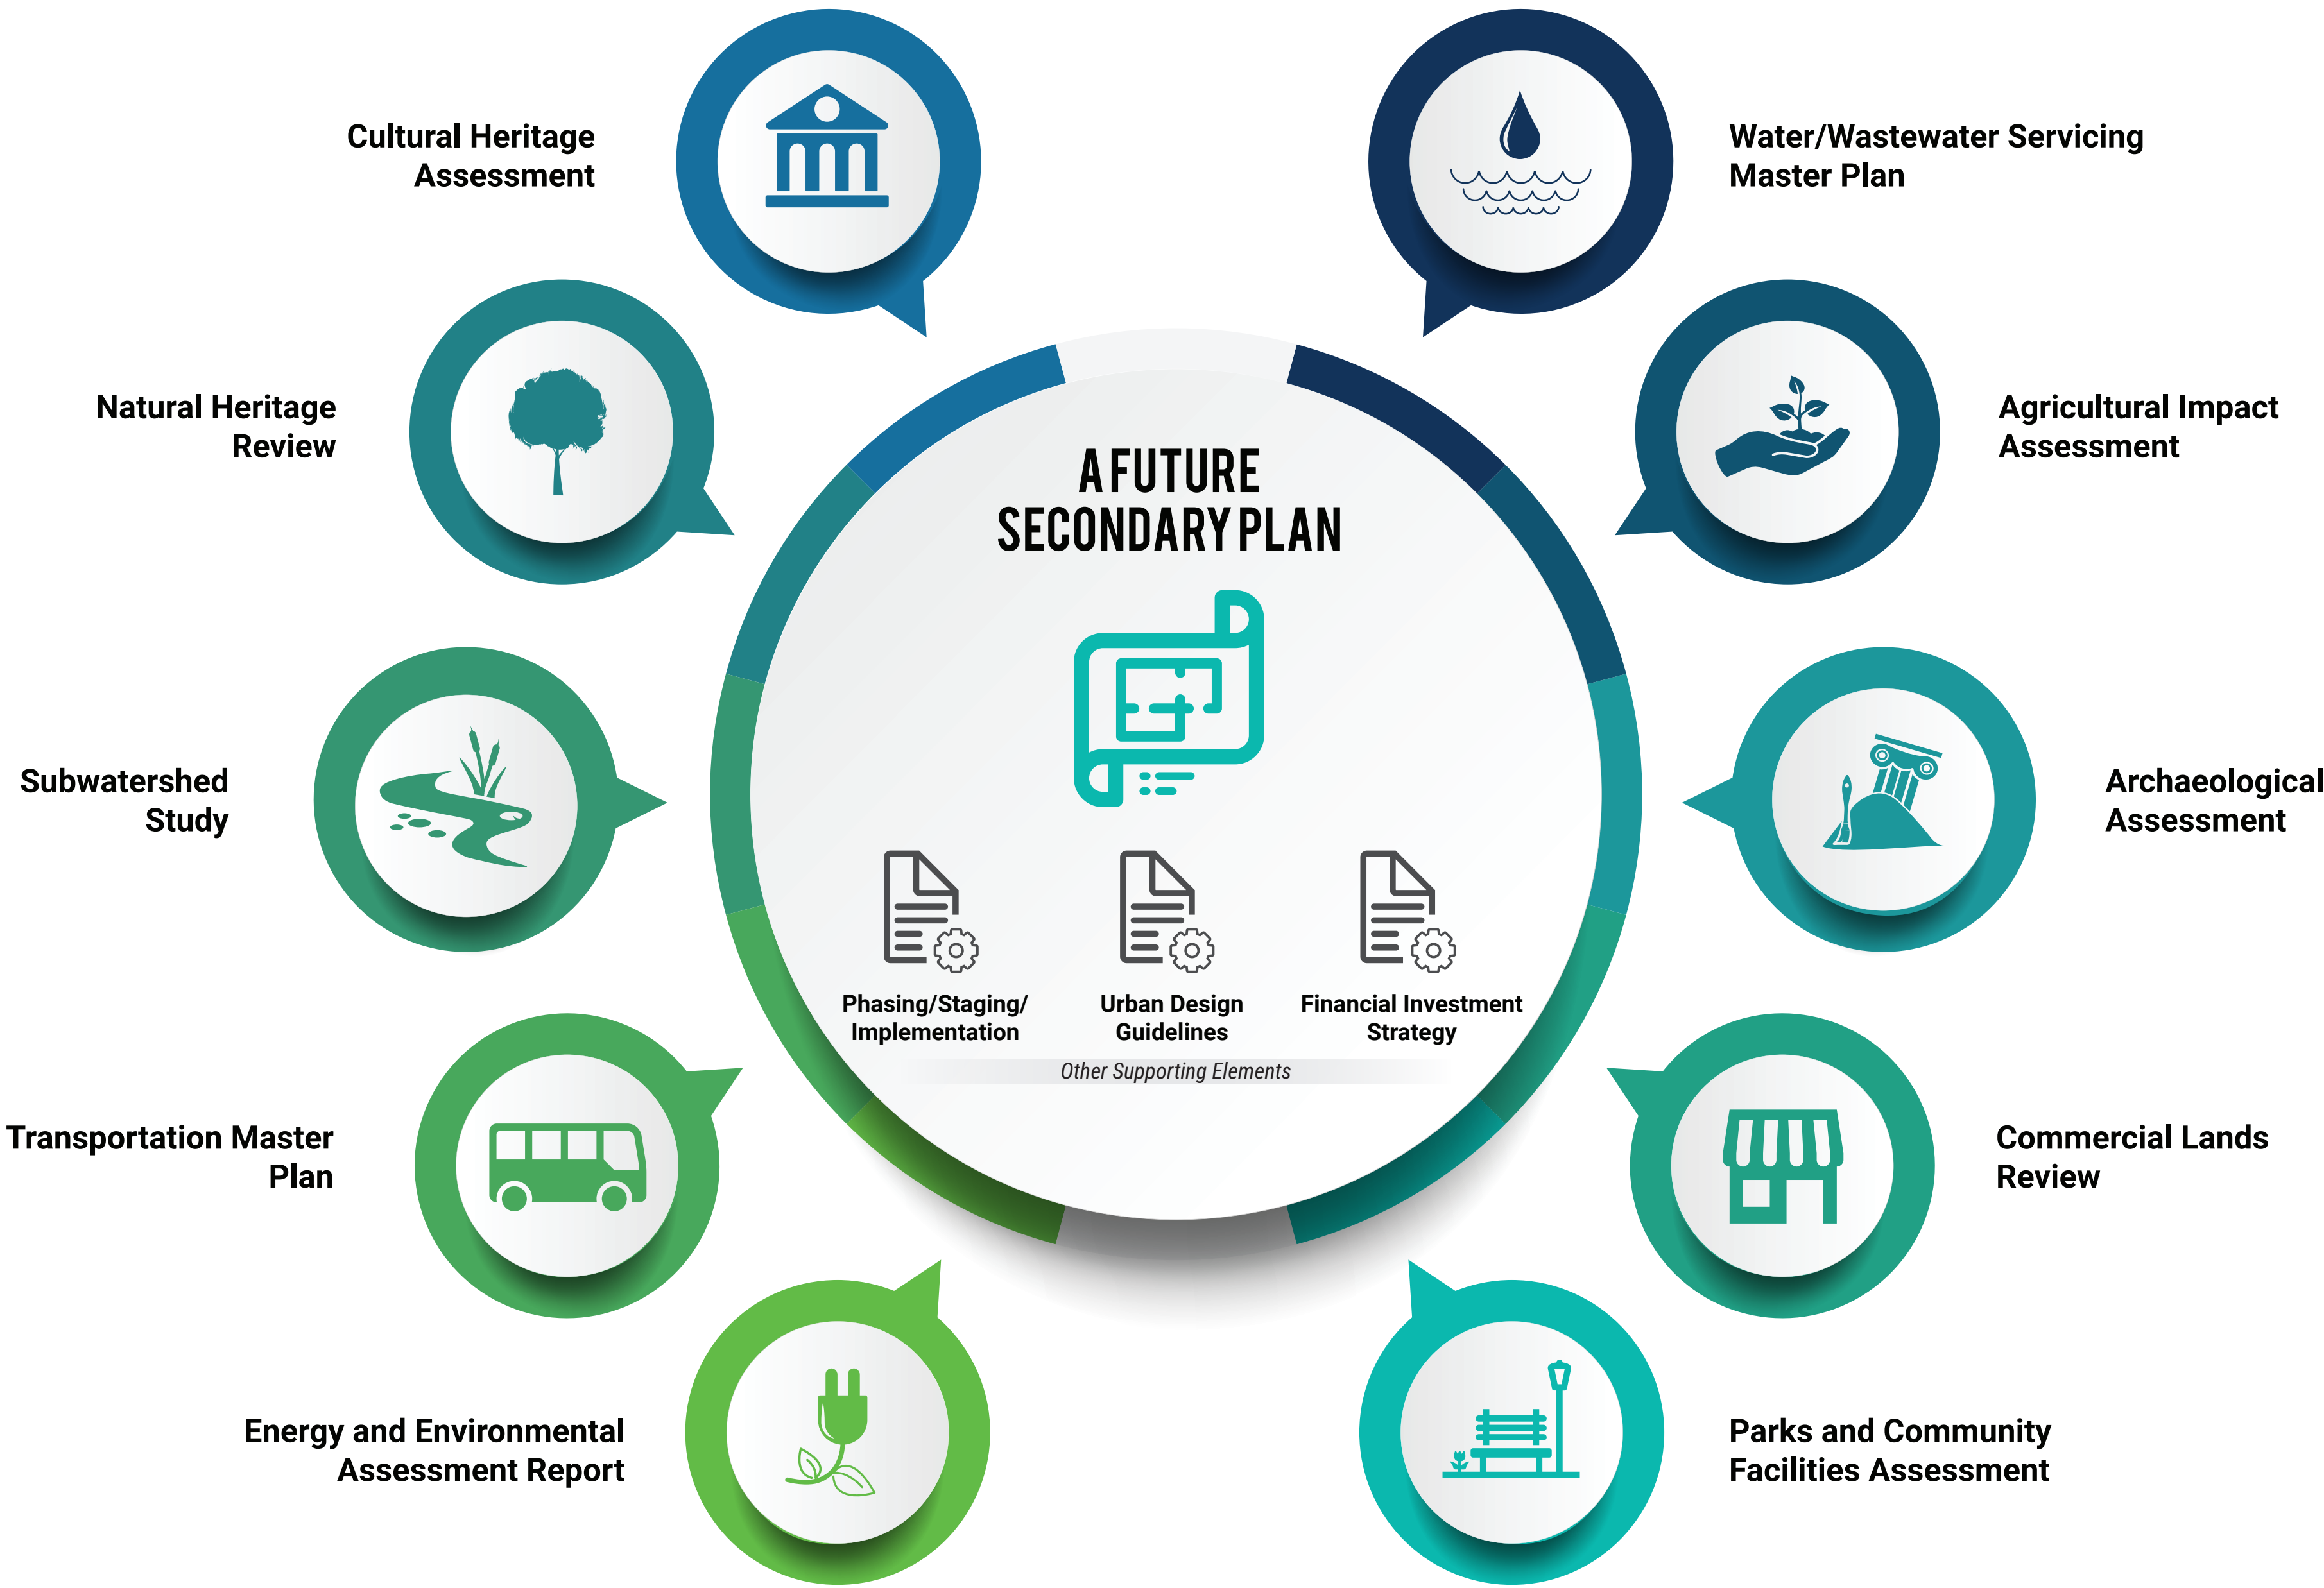 Cultural Heritage
Assessment
Water/Wastewater Servicing
Master Plan
Natural Heritage
Review
Agricultural Impact
Assessment
A FUTURE
SECONDARY PLAN
Subwatershed
Study
Archaeological
Assessment
Phasing/Staging/
Implementation
Urban Design
Guidelines
Financial Investment
Strategy
Other Supporting Elements
Transportation Master
Plan
Commercial Lands
Review
Energy and Environmental
Assessment Report
Parks and Community
Facilities Assessment